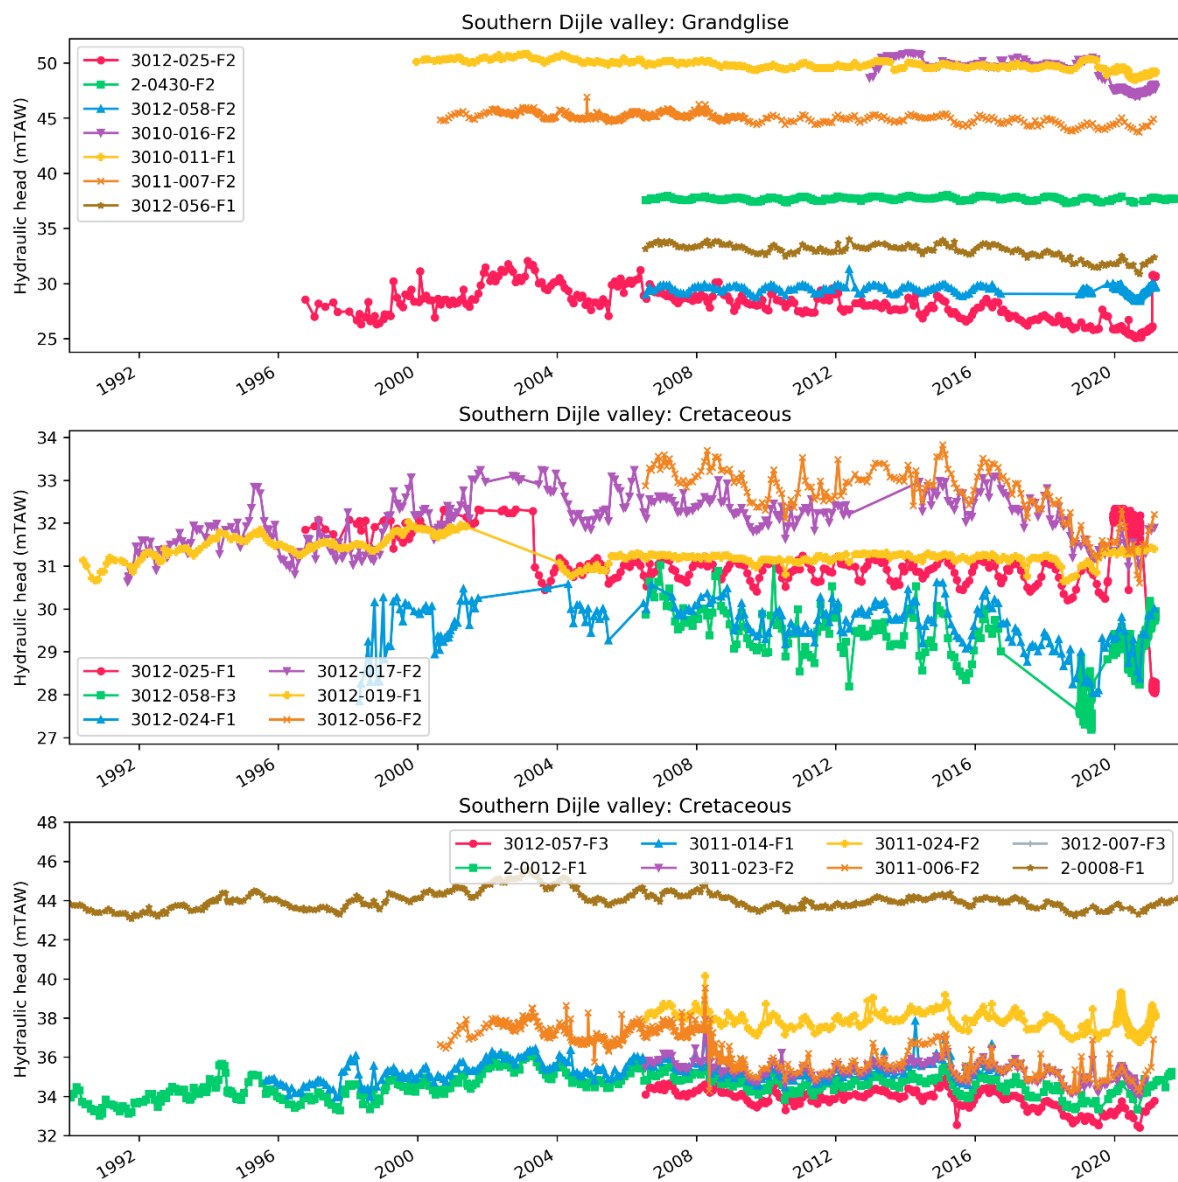 Southern Dijle valley: Grandglise
Hydraulic head (mTAW)
50
45
40
35
30
25
3012-025-F2
2-0430-F2
3012-058-F2
3010-016-F2
3010-011-F1
3011-007-F2
3012-056-F1
1992 1996 2000 2004 2008 2012 2016 2020
Southern Dijle valley: Cretaceous
Hydraulic head (mTAW)
34
33
32
31
30
29
28
27
3012-025-F1 3012-017-F2
3012-058-F3 3012-019-F1
3012-024-F1 3012-056-F2
1992 1996 2000 2004 2008 2012 2016 2020
Southern Dijle valley: Cretaceous
Hydraulic head (mTAW)
48
46
44
42
40
38
36
34
32
3012-057-F3 3011-014-F1 3011-024-F2 3012-007-F3
2-0012-F1 3011-023-F2 3011-006-F2 2-0008-F1
1992 1996 2000 2004 2008 2012 2016 2020